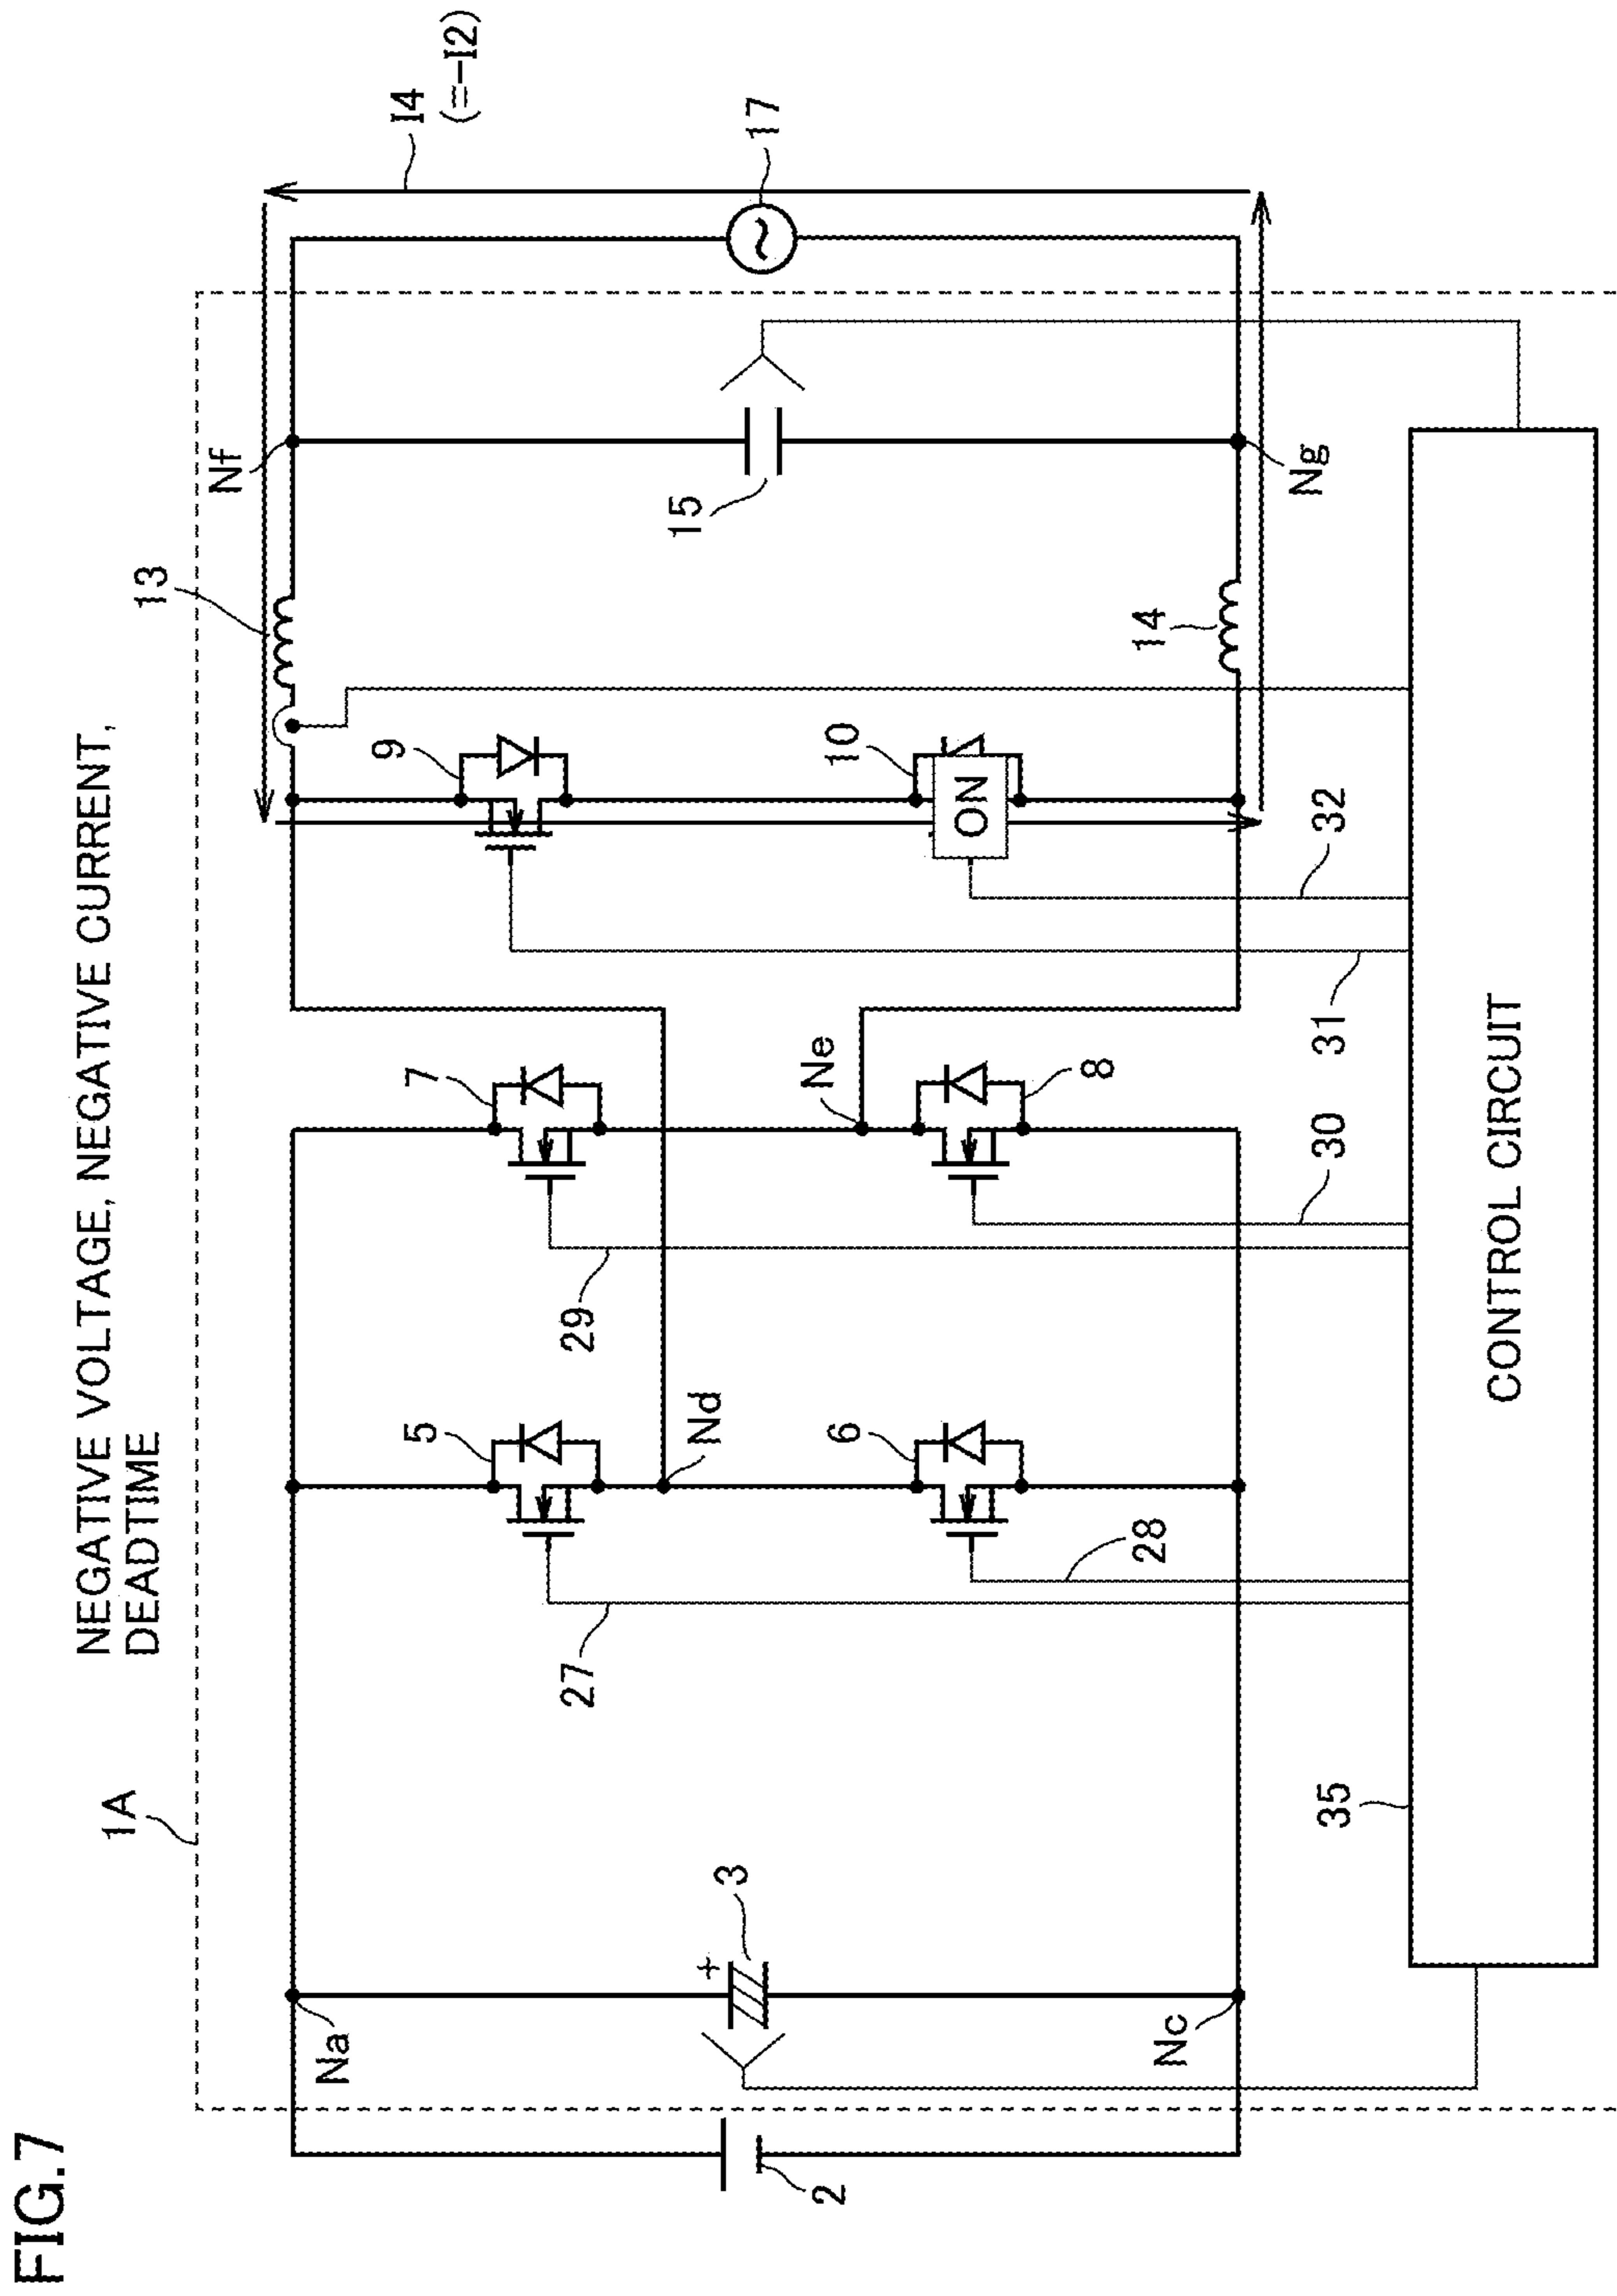 FIG.7
NEGATIVE VOLTAGE, NEGATIVE CURRENT,
DEADTIME
1A
13
I4
(=-I2)
Nf
9
7
5
Na
17
10
Ne
Nd
+
3
15
ON
6
2
14
8
Ng
Nc
32
31
30
29
28
27
35
CONTROL CIRCUIT